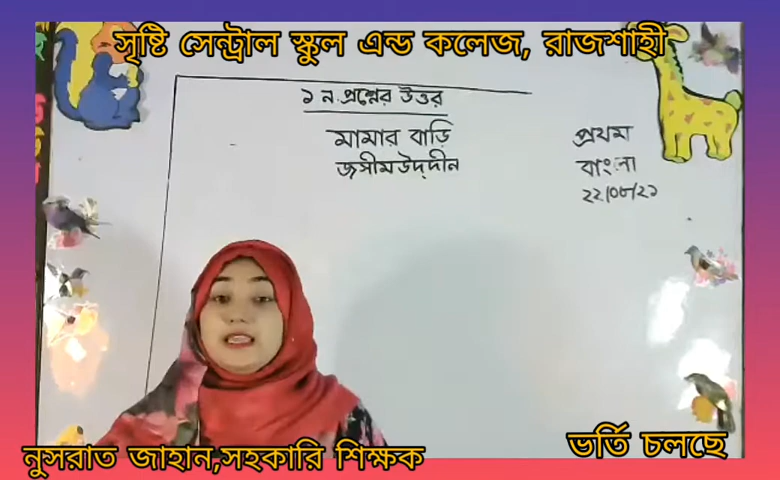 সৃষ্টি সেন্ট্রাল স্কুল এন্ড কলেজ, রাজশাহী
১ ন. প্রশ্নের উত্তর
মামার বাড়ি
জসীমউদ্‌দীন
প্রথম
বাংলা
২২/০৮/২১
নুসরাত জাহান,সহকারি শিক্ষক
ভর্তি চলছে